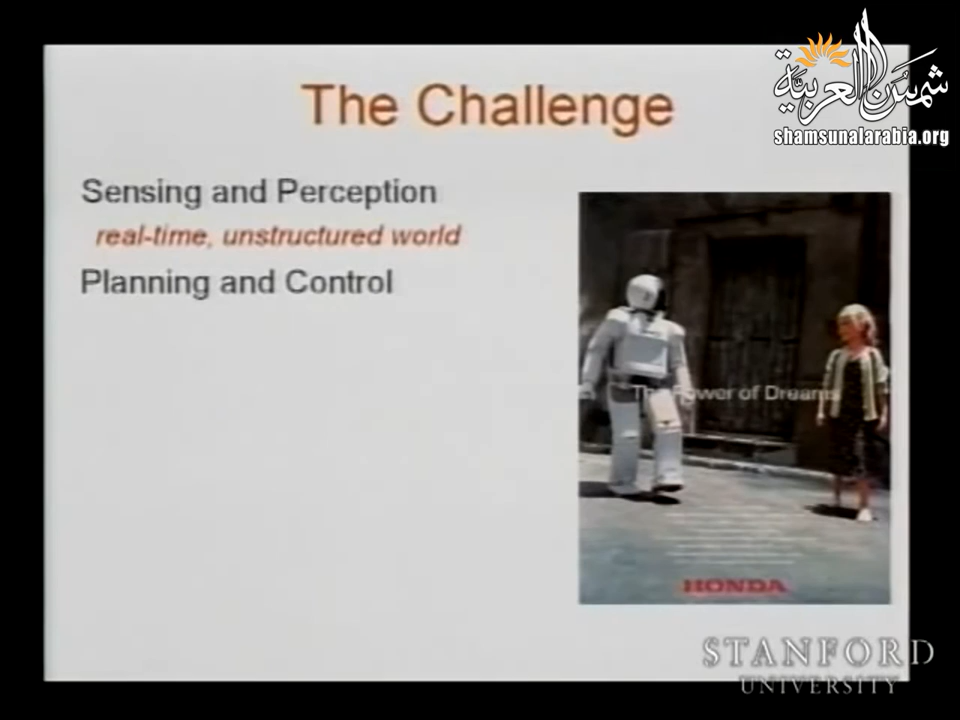 The Challenge
شمس العربية
shamsunalarabia.org
Sensing and Perception
real-time, unstructured world
Planning and Control
The Power of Dreams
HONDA
STANFORD
UNIVERSITY